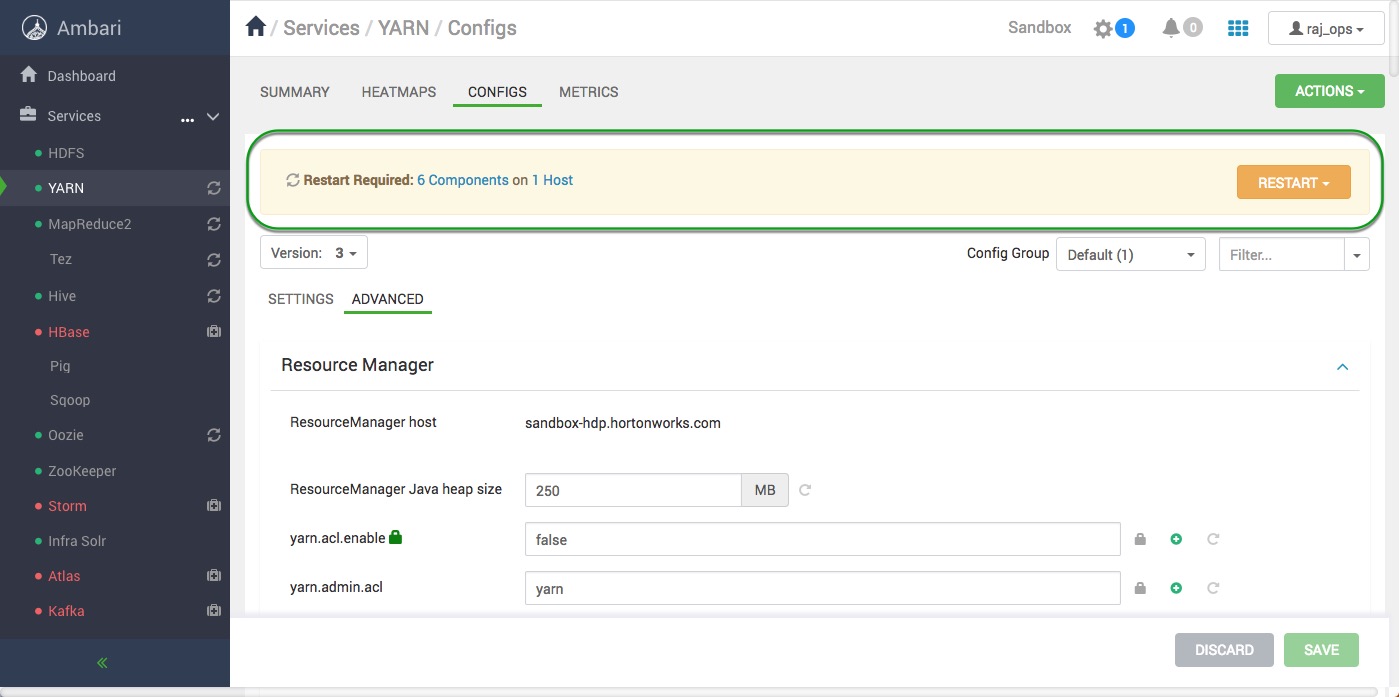 Ambari
Dashboard
Services
...
HDFS
YARN
MapReduce2
Tez
Hive
HBase
Pig
Sqoop
Oozie
ZooKeeper
Storm
Infra Solr
Atlas
Kafka
/ Services / YARN / Configs
Sandbox
1
0
raj_ops
SUMMARY HEATMAPS CONFIGS METRICS
ACTIONS
Restart Required: 6 Components on 1 Host
RESTART
Version: 3
Config Group Default (1) Filter...
SETTINGS ADVANCED
Resource Manager
ResourceManager host sandbox-hdp.hortonworks.com
ResourceManager Java heap size 250 MB
yarn.acl.enable false
yarn.admin.acl yarn
DISCARD SAVE